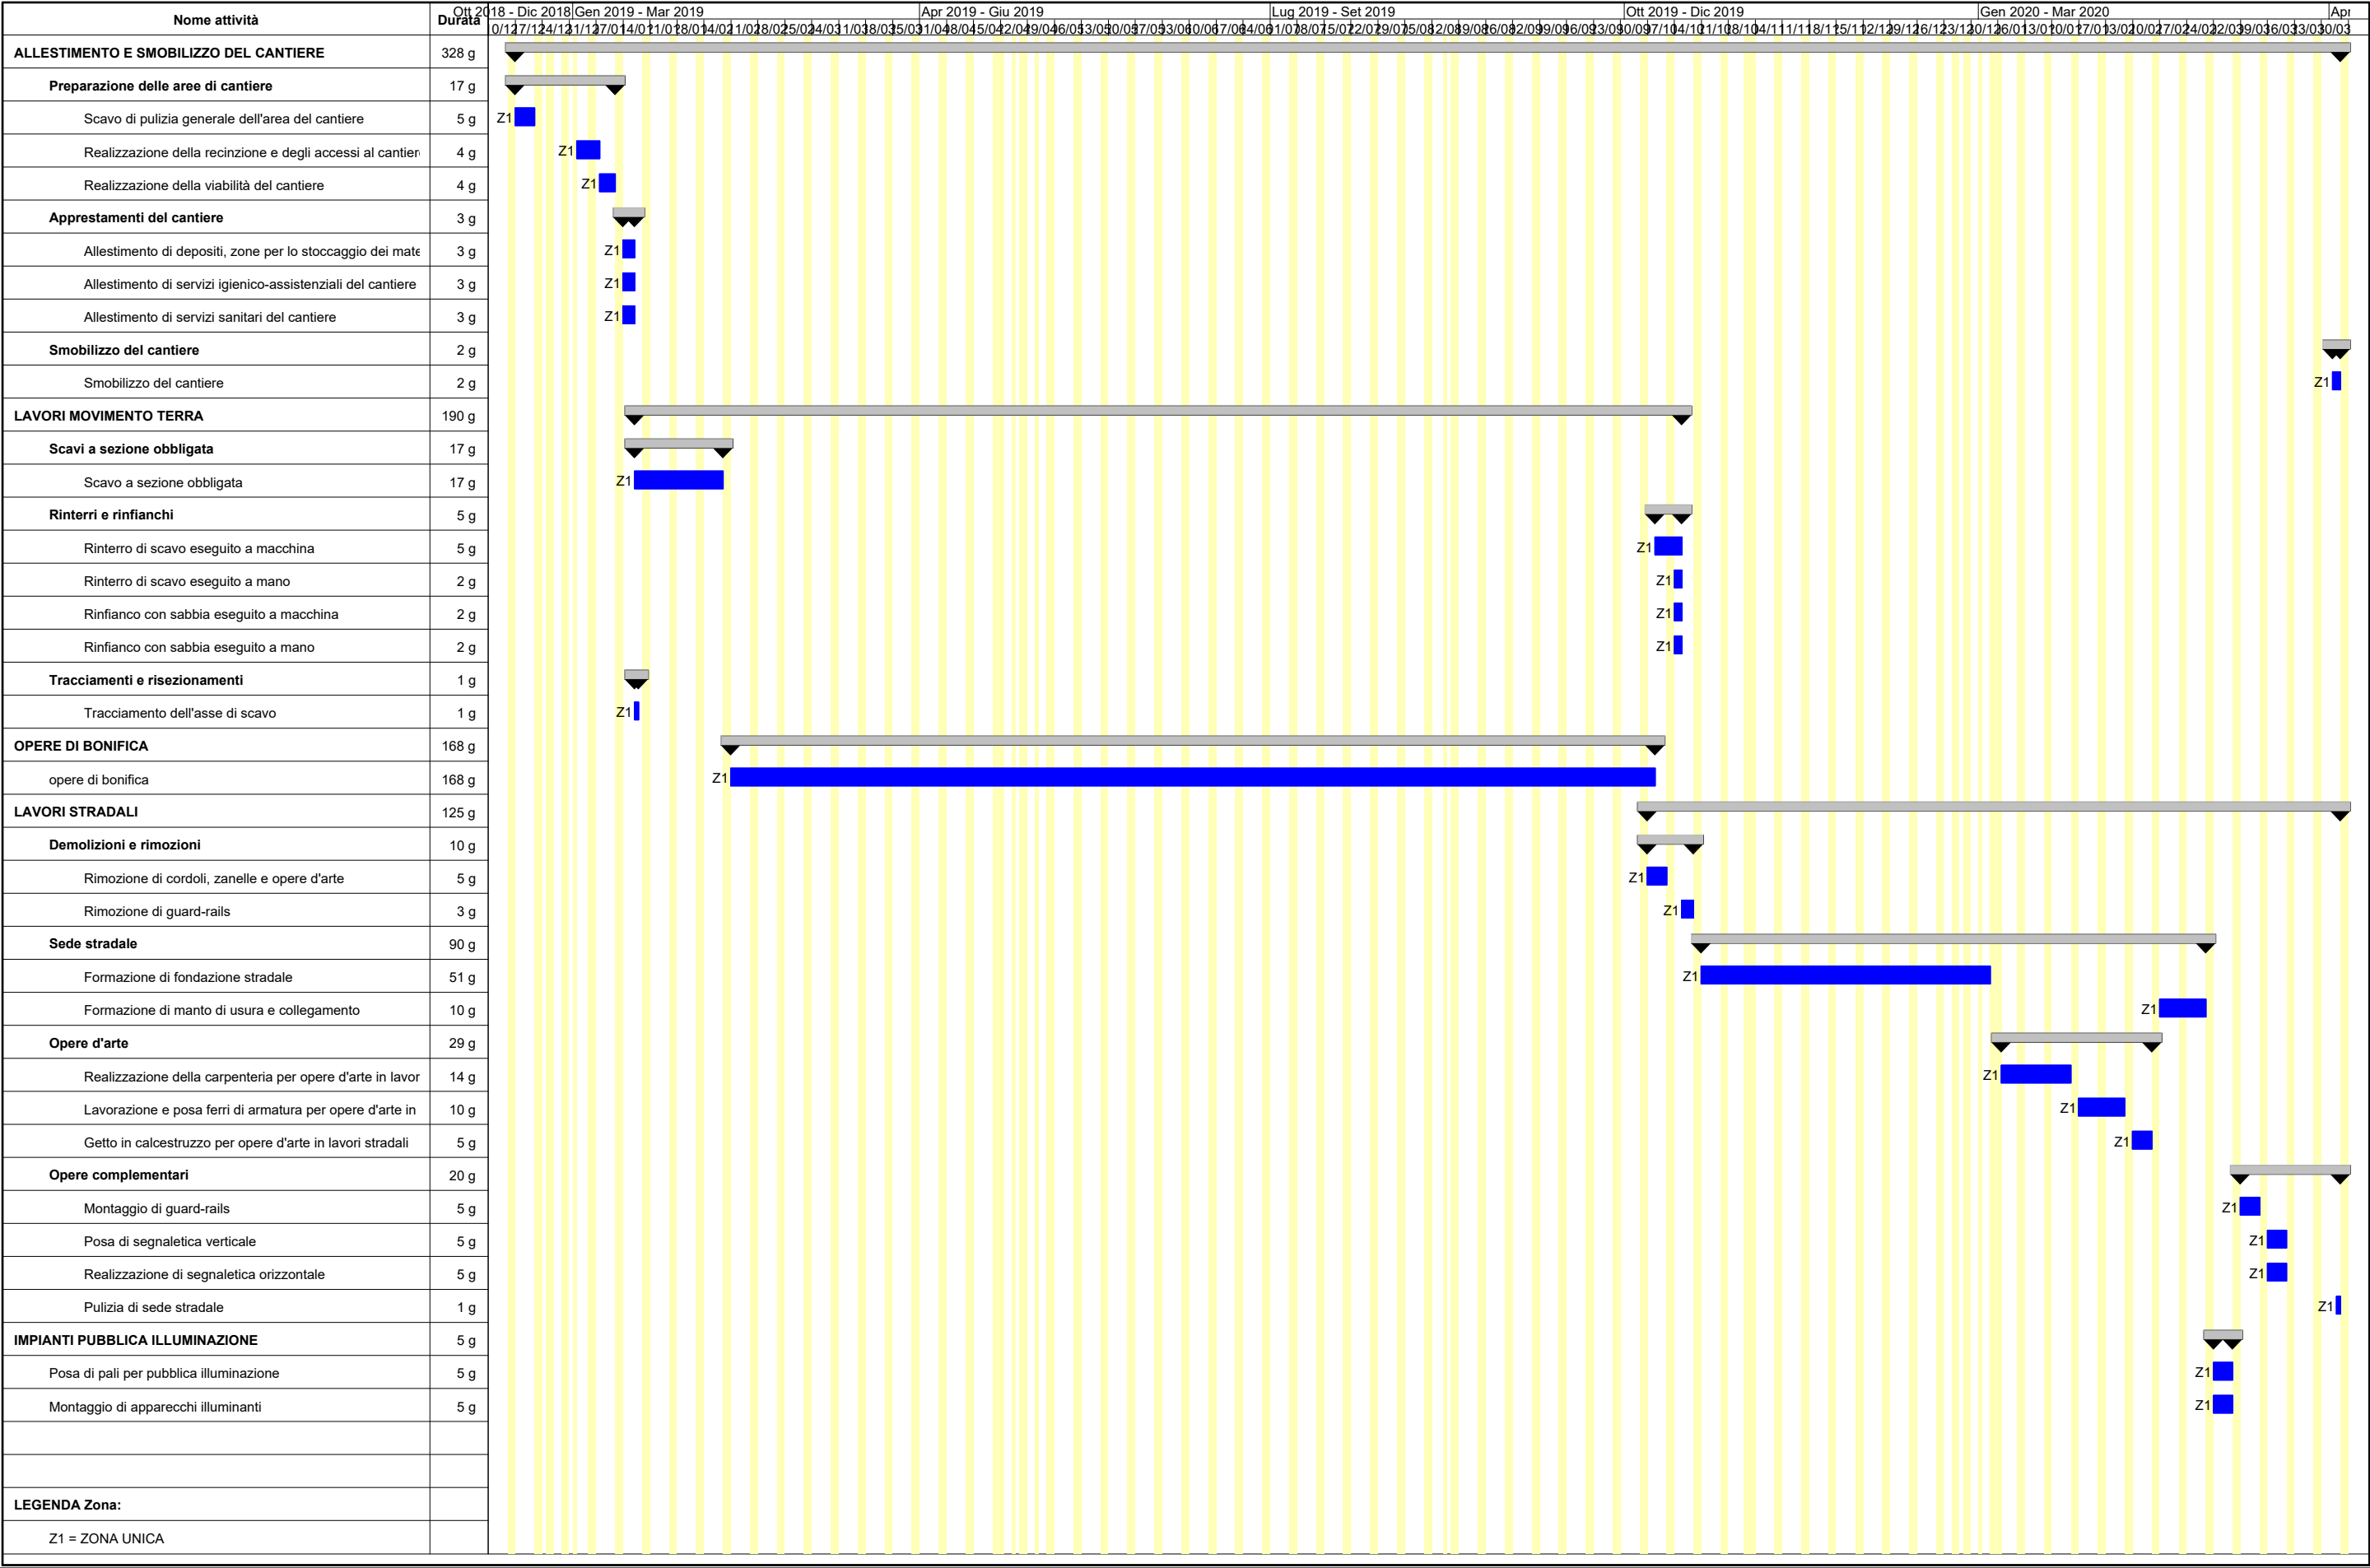 Nome attività Durata Ott 2018 - Dic 2018 Gen 2019 - Mar 2019 Apr 2019 - Giu 2019 Lug 2019 - Set 2019 Ott 2019 - Dic 2019 Gen 2020 - Mar 2020 Apr
ALLESTIMENTO E SMOBILIZZO DEL CANTIERE 328 g
Preparazione delle aree di cantiere 17 g
Scavo di pulizia generale dell'area del cantiere 5 g Z1
Realizzazione della recinzione e degli accessi al cantier 4 g Z1
Realizzazione della viabilità del cantiere 4 g Z1
Apprestamenti del cantiere 3 g
Allestimento di depositi, zone per lo stoccaggio dei mate 3 g Z1
Allestimento di servizi igienico-assistenziali del cantiere 3 g Z1
Allestimento di servizi sanitari del cantiere 3 g Z1
Smobilizzo del cantiere 2 g
Smobilizzo del cantiere 2 g Z1
LAVORI MOVIMENTO TERRA 190 g
Scavi a sezione obbligata 17 g
Scavo a sezione obbligata 17 g Z1
Rinterri e rinfianchi 5 g
Rinterro di scavo eseguito a macchina 5 g Z1
Rinterro di scavo eseguito a mano 2 g Z1
Rinfianco con sabbia eseguito a macchina 2 g Z1
Rinfianco con sabbia eseguito a mano 2 g Z1
Tracciamenti e risezionamenti 1 g
Tracciamento dell'asse di scavo 1 g Z1
OPERE DI BONIFICA 168 g
opere di bonifica 168 g Z1
LAVORI STRADALI 125 g
Demolizioni e rimozioni 10 g
Rimozione di cordoli, zanelle e opere d'arte 5 g Z1
Rimozione di guard-rails 3 g Z1
Sede stradale 90 g
Formazione di fondazione stradale 51 g Z1
Formazione di manto di usura e collegamento 10 g Z1
Opere d'arte 29 g
Realizzazione della carpenteria per opere d'arte in lavor 14 g Z1
Lavorazione e posa ferri di armatura per opere d'arte in 10 g Z1
Getto in calcestruzzo per opere d'arte in lavori stradali 5 g Z1
Opere complementari 20 g
Montaggio di guard-rails 5 g Z1
Posa di segnaletica verticale 5 g Z1
Realizzazione di segnaletica orizzontale 5 g Z1
Pulizia di sede stradale 1 g Z1
IMPIANTI PUBBLICA ILLUMINAZIONE 5 g
Posa di pali per pubblica illuminazione 5 g Z1
Montaggio di apparecchi illuminanti 5 g Z1
LEGENDA Zona:
Z1 = ZONA UNICA